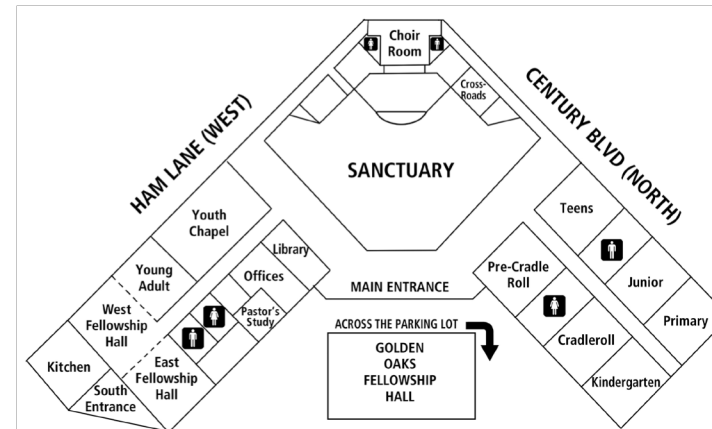 Choir
Room
Cross-
Roads
HAM LANE (WEST)
CENTURY BLVD (NORTH)
SANCTUARY
Youth
Chapel
Teens
Library
Young
Adult
Offices
Pre-Cradle
Roll
Junior
MAIN ENTRANCE
West
Fellowship
Hall
Pastor's
Study
Primary
ACROSS THE PARKING LOT
Cradleroll
GOLDEN
OAKS
FELLOWSHIP
HALL
Kitchen
East
Fellowship
Hall
Kindergarten
South
Entrance